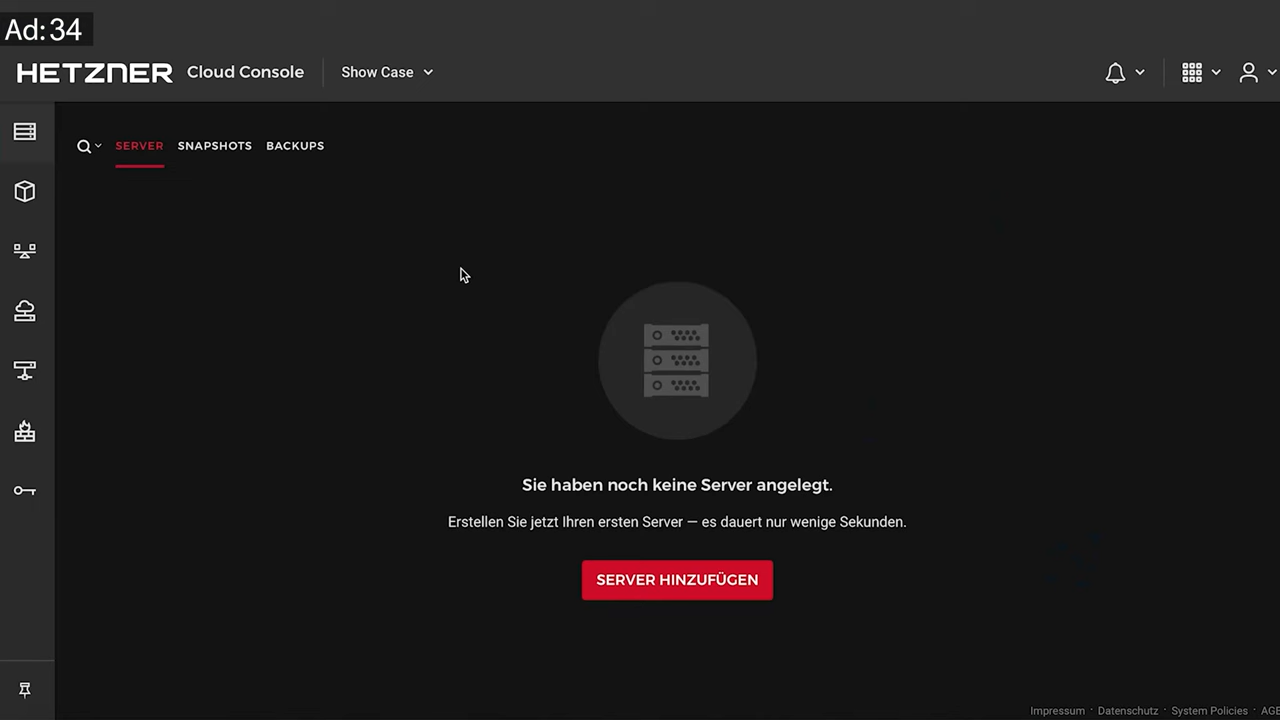 Ad: 34
HETZNER Cloud Console Show Case
SERVER SNAPSHOTS BACKUPS
Sie haben noch keine Server angelegt.
Erstellen Sie jetzt Ihren ersten Server — es dauert nur wenige Sekunden.
SERVER HINZUFÜGEN
Impressum · Datenschutz · System Policies · AGB